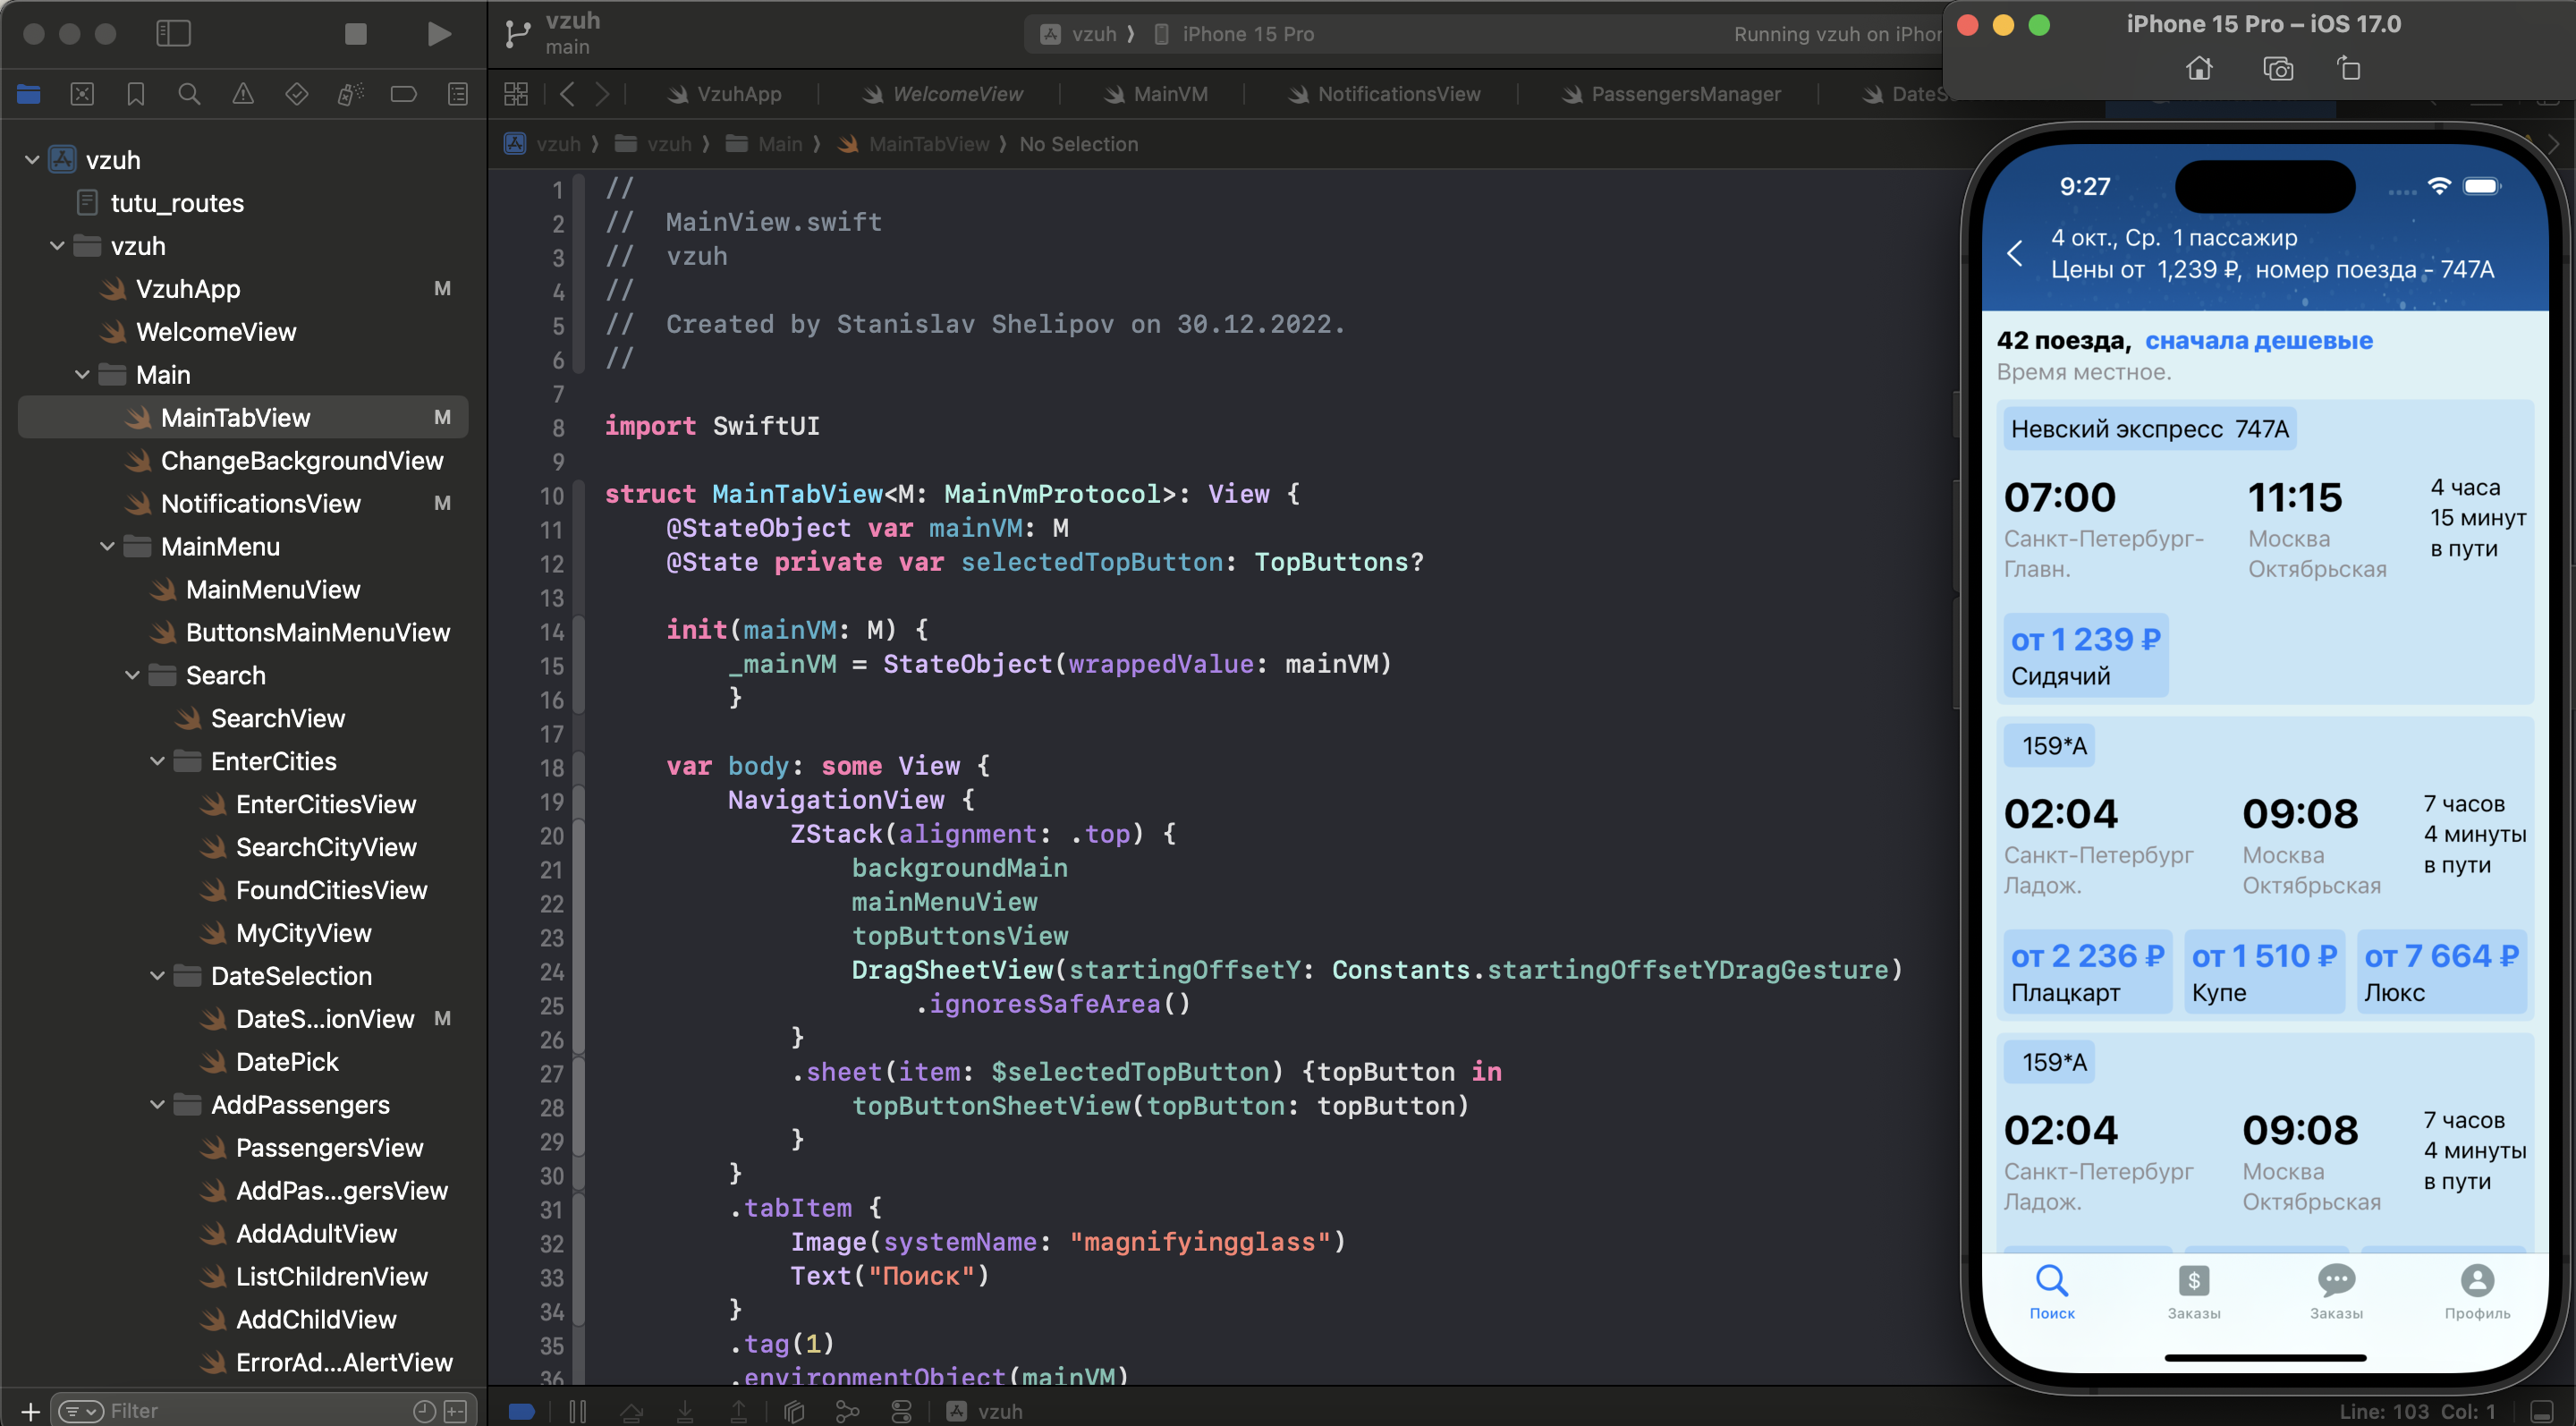 vzuh
main
vzuh ⟩ iPhone 15 Pro
Running vzuh on iPhon
VzuhApp
WelcomeView
MainVM
NotificationsView
PassengersManager
DateS
vzuh ⟩ vzuh ⟩ Main ⟩ MainTabView ⟩ No Selection
vzuh
tutu_routes
vzuh
VzuhApp M
WelcomeView
Main
MainTabView M
ChangeBackgroundView
NotificationsView M
MainMenu
MainMenuView
ButtonsMainMenuView
Search
SearchView
EnterCities
EnterCitiesView
SearchCityView
FoundCitiesView
MyCityView
DateSelection
DateS...ionView M
DatePick
AddPassengers
PassengersView
AddPas...gersView
AddAdultView
ListChildrenView
AddChildView
ErrorAd...AlertView
Filter
1 //
2 //  MainView.swift
3 //  vzuh
4 //
5 //  Created by Stanislav Shelipov on 30.12.2022.
6 //
7
8 import SwiftUI
9
10 struct MainTabView<M: MainVmProtocol>: View {
11     @StateObject var mainVM: M
12     @State private var selectedTopButton: TopButtons?
13
14     init(mainVM: M) {
15         _mainVM = StateObject(wrappedValue: mainVM)
16         }
17
18     var body: some View {
19         NavigationView {
20             ZStack(alignment: .top) {
21                 backgroundMain
22                 mainMenuView
23                 topButtonsView
24                 DragSheetView(startingOffsetY: Constants.startingOffsetYDragGesture)
25                     .ignoresSafeArea()
26             }
27             .sheet(item: $selectedTopButton) {topButton in
28                 topButtonSheetView(topButton: topButton)
29             }
30         }
31         .tabItem {
32             Image(systemName: "magnifyingglass")
33             Text("Поиск")
34         }
35         .tag(1)
36         .environmentObject(mainVM)
vzuh
Line: 103 Col: 1
iPhone 15 Pro – iOS 17.0
9:27
4 окт., Ср. 1 пассажир
Цены от 1,239 ₽, номер поезда - 747А
42 поезда, сначала дешевые
Время местное.
Невский экспресс 747А
07:00 11:15 4 часа
15 минут
в пути
Санкт-Петербург- Москва
Главн. Октябрьская
от 1 239 ₽
Сидячий
159*А
02:04 09:08 7 часов
4 минуты
в пути
Санкт-Петербург Москва
Ладож. Октябрьская
от 2 236 ₽ от 1 510 ₽ от 7 664 ₽
Плацкарт Купе Люкс
159*А
02:04 09:08 7 часов
4 минуты
в пути
Санкт-Петербург Москва
Ладож. Октябрьская
Поиск Заказы Заказы Профиль